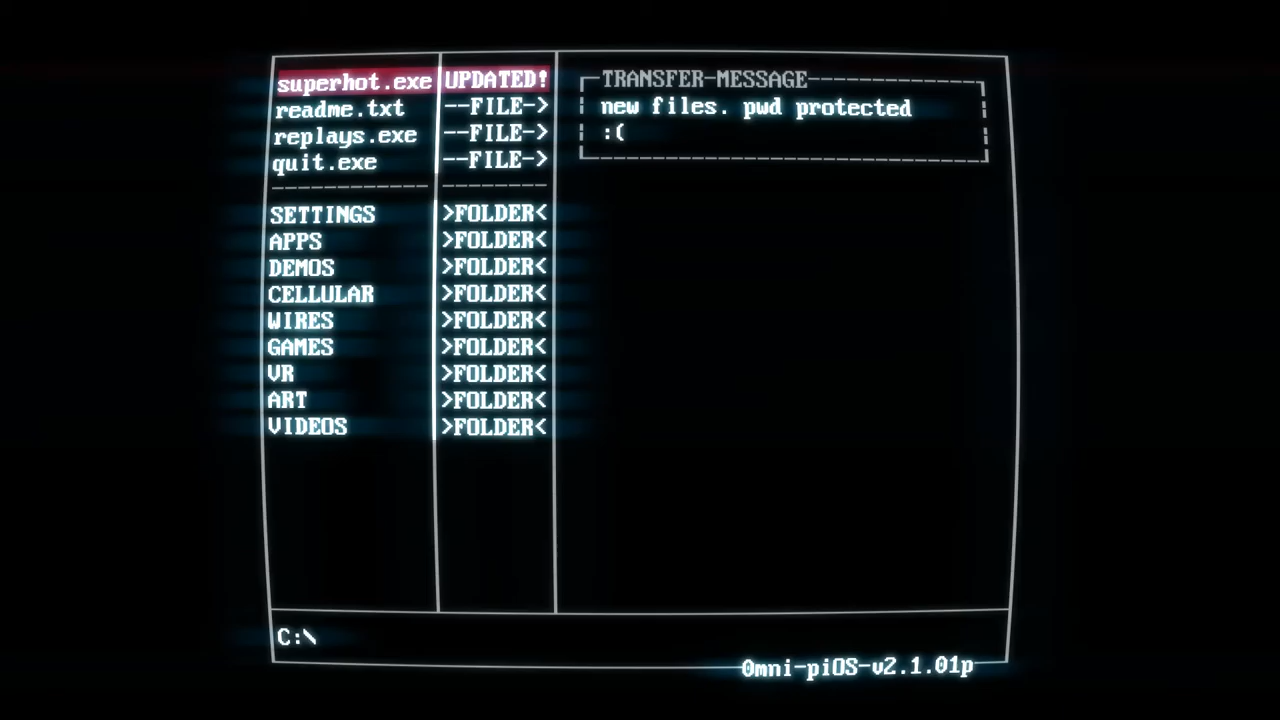 superhot.exe UPDATED!
readme.txt --FILE->
replays.exe --FILE->
quit.exe --FILE->
SETTINGS >FOLDER<
APPS >FOLDER<
DEMOS >FOLDER<
CELLULAR >FOLDER<
WIRES >FOLDER<
GAMES >FOLDER<
VR >FOLDER<
ART >FOLDER<
VIDEOS >FOLDER<
TRANSFER-MESSAGE
new files. pwd protected
:(
C:\
0mni-piOS-v2.1.01p